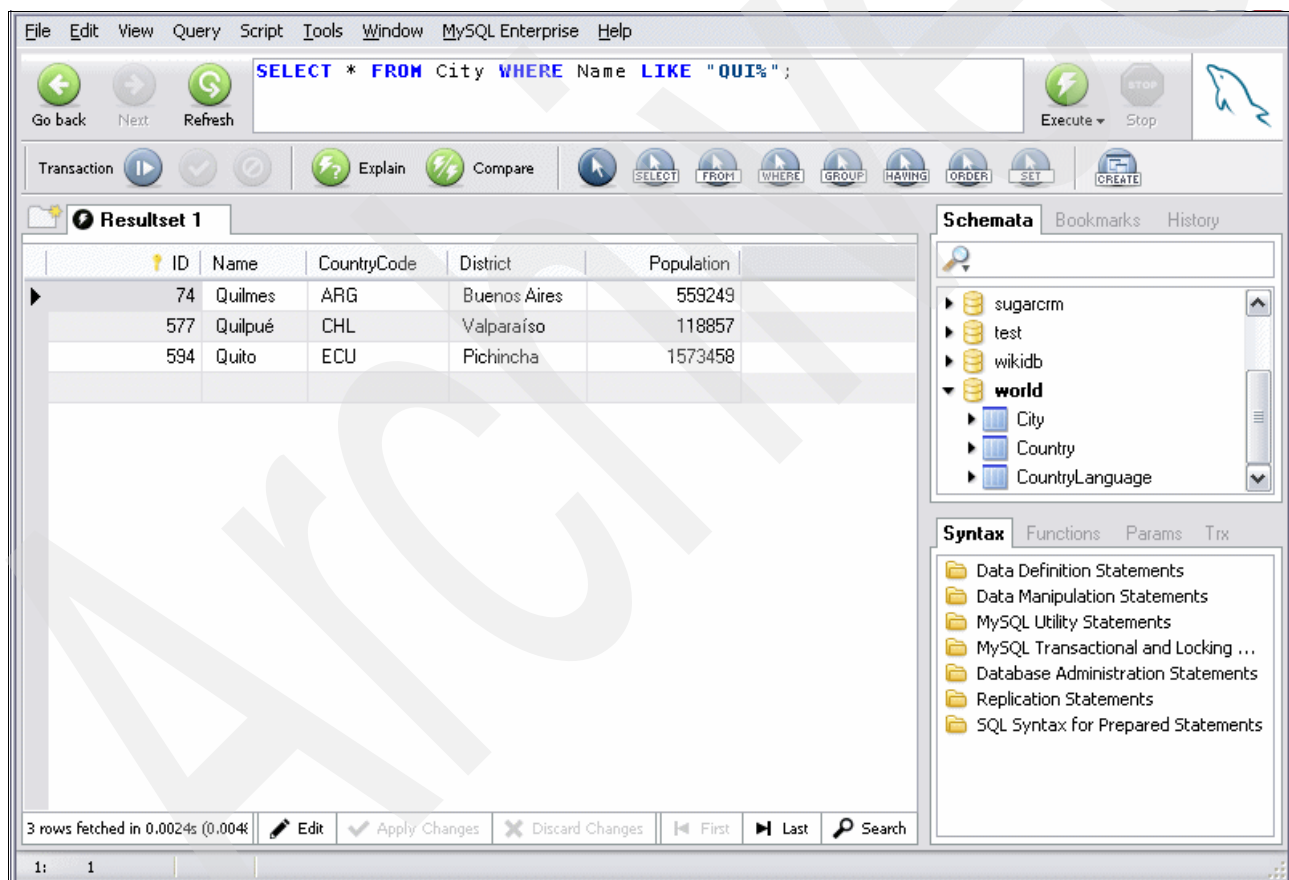 File Edit View Query Script Tools Window MySQL Enterprise Help
SELECT * FROM City WHERE Name LIKE "QUI%";
Go back Next Refresh Execute STOP Stop
Transaction Explain Compare SELECT FROM WHERE GROUP HAVING ORDER SET CREATE
Resultset 1
ID Name CountryCode District Population
74 Quilmes ARG Buenos Aires 559249
577 Quilpué CHL Valparaíso 118857
594 Quito ECU Pichincha 1573458
Schemata Bookmarks History
sugarcrm
test
wikidb
world
City
Country
CountryLanguage
Syntax Functions Params Trx
Data Definition Statements
Data Manipulation Statements
MySQL Utility Statements
MySQL Transactional and Locking ...
Database Administration Statements
Replication Statements
SQL Syntax for Prepared Statements
3 rows fetched in 0.0024s (0.004 Edit Apply Changes Discard Changes First Last Search
1: 1
Archive